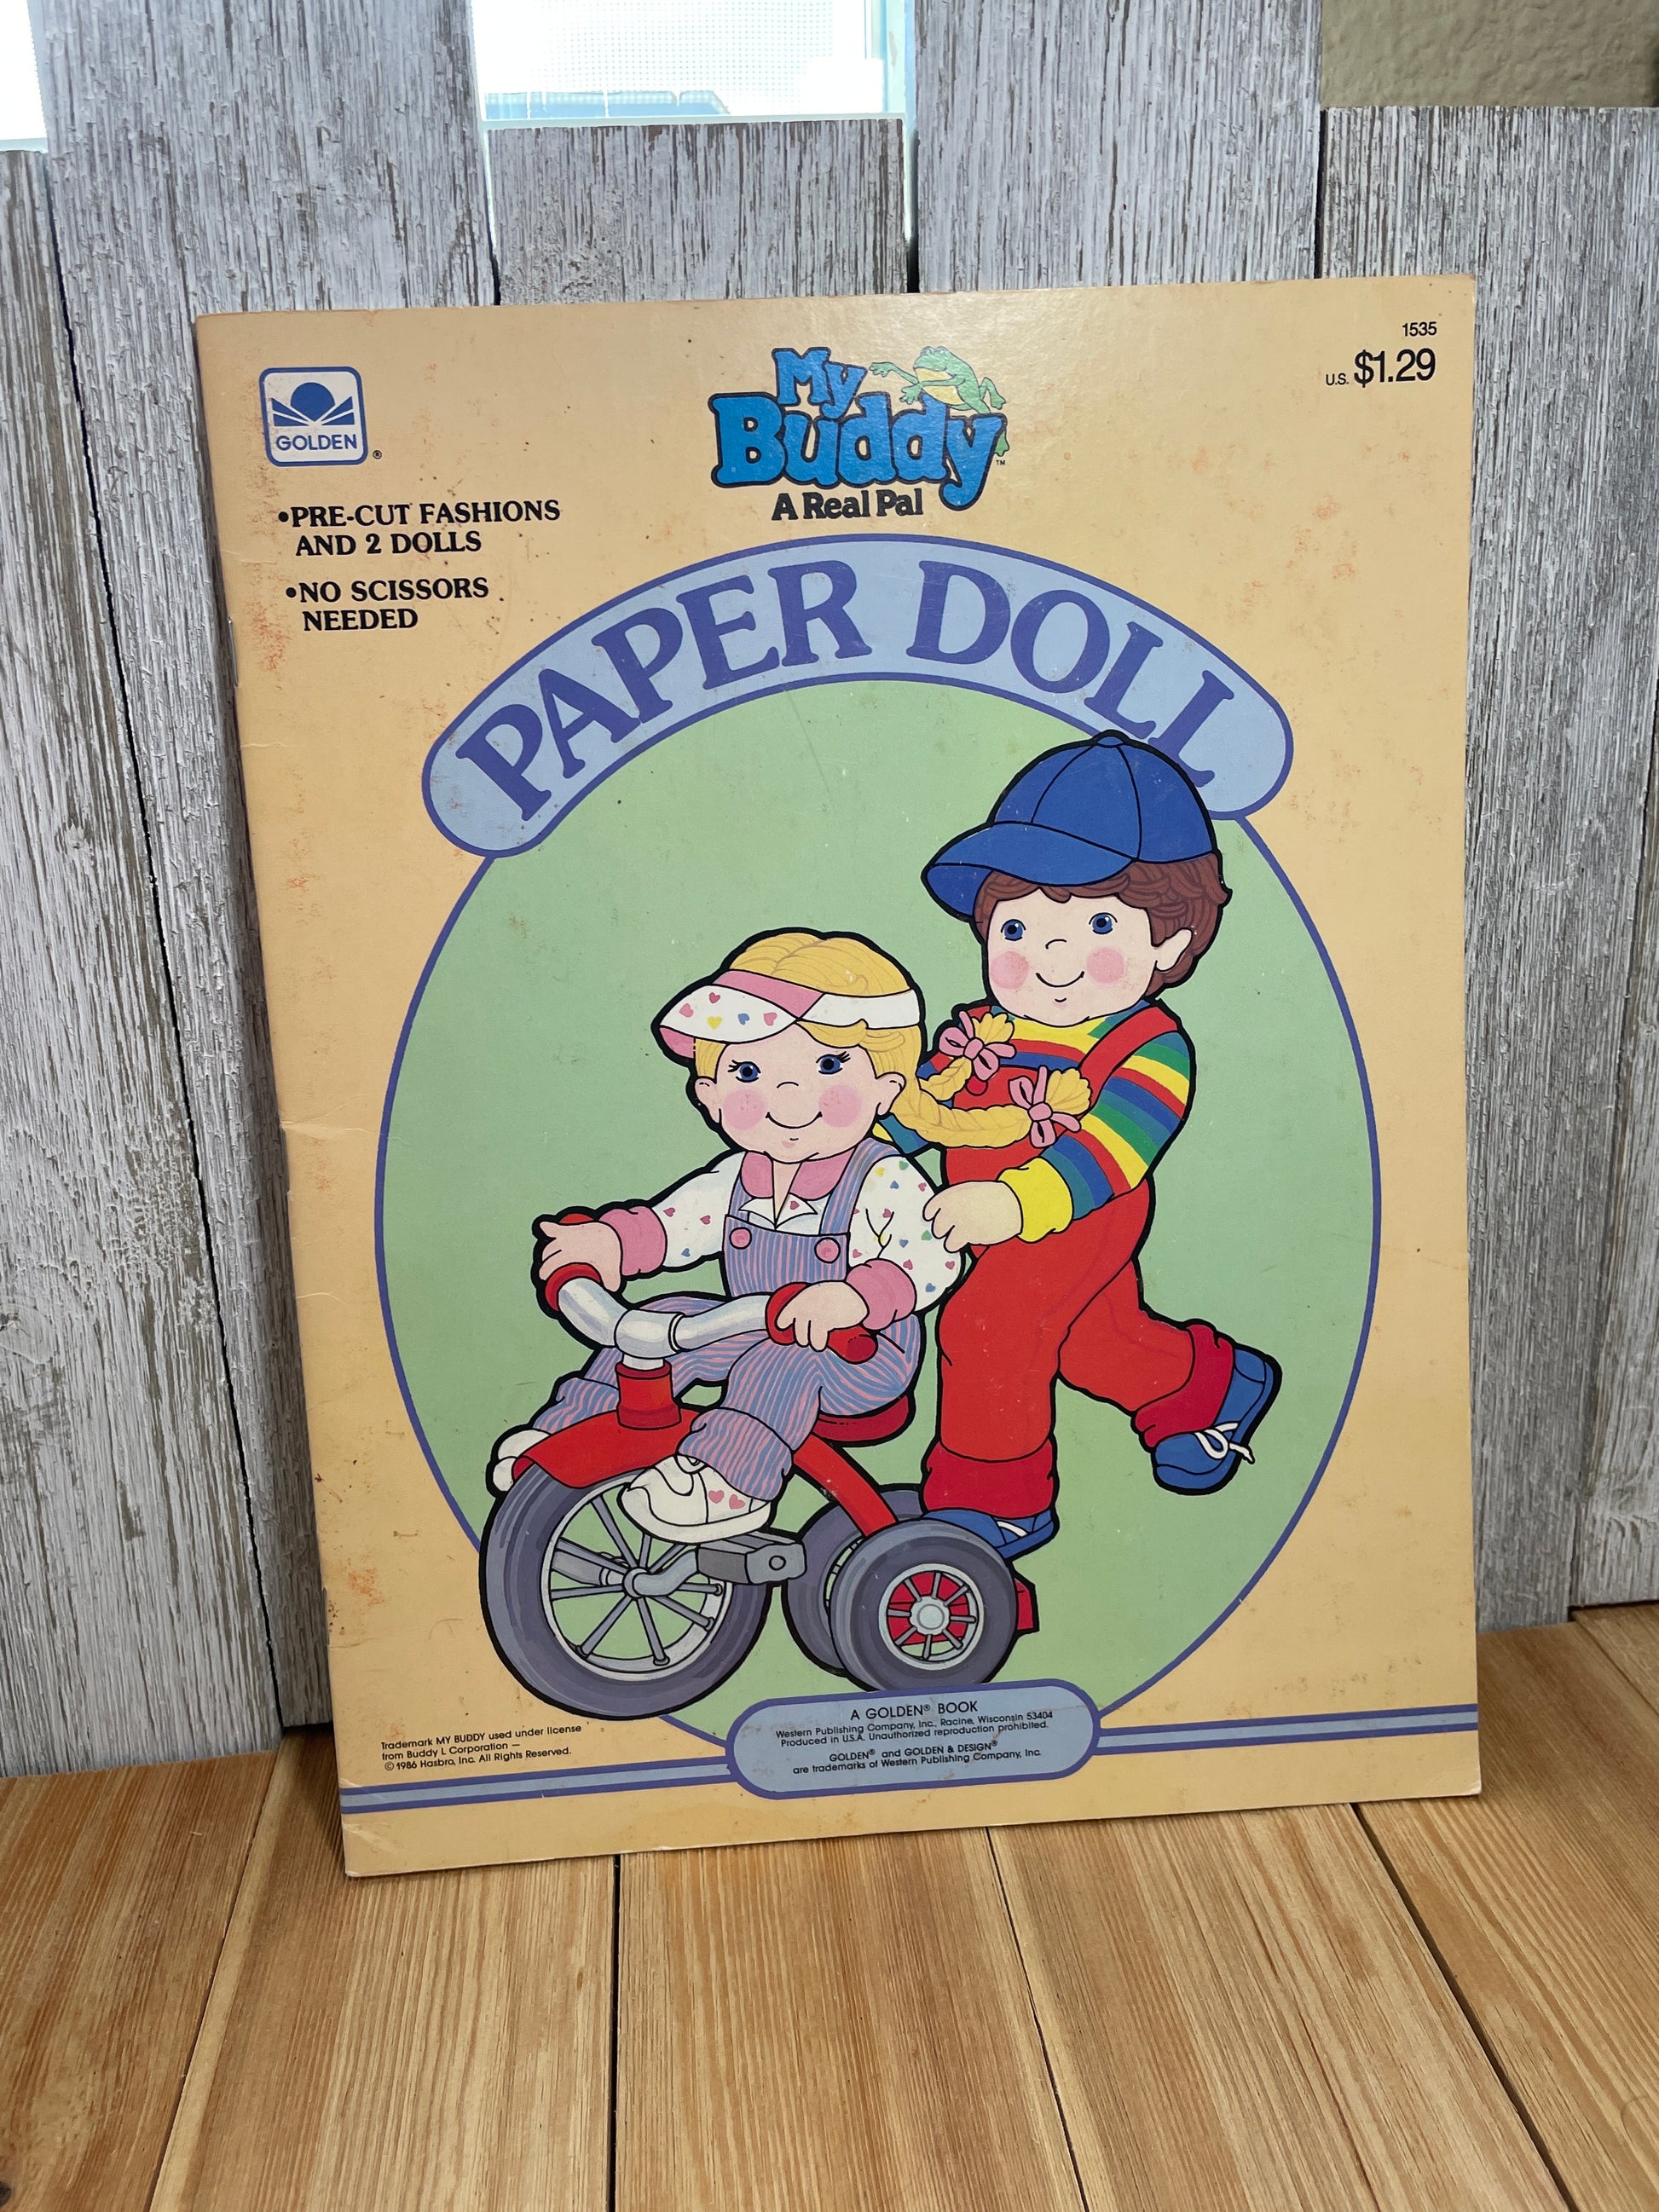 1535
U.S. $1.29
GOLDEN®
My
Buddy™
A Real Pal
•PRE-CUT FASHIONS
AND 2 DOLLS
•NO SCISSORS
NEEDED
PAPER DOLL
Trademark MY BUDDY used under license
from Buddy L Corporation —
© 1986 Hasbro, Inc. All Rights Reserved.
A GOLDEN® BOOK
Western Publishing Company, Inc., Racine, Wisconsin 53404
Produced in U.S.A. Unauthorized reproduction prohibited.
GOLDEN® and GOLDEN & DESIGN®
are trademarks of Western Publishing Company, Inc.